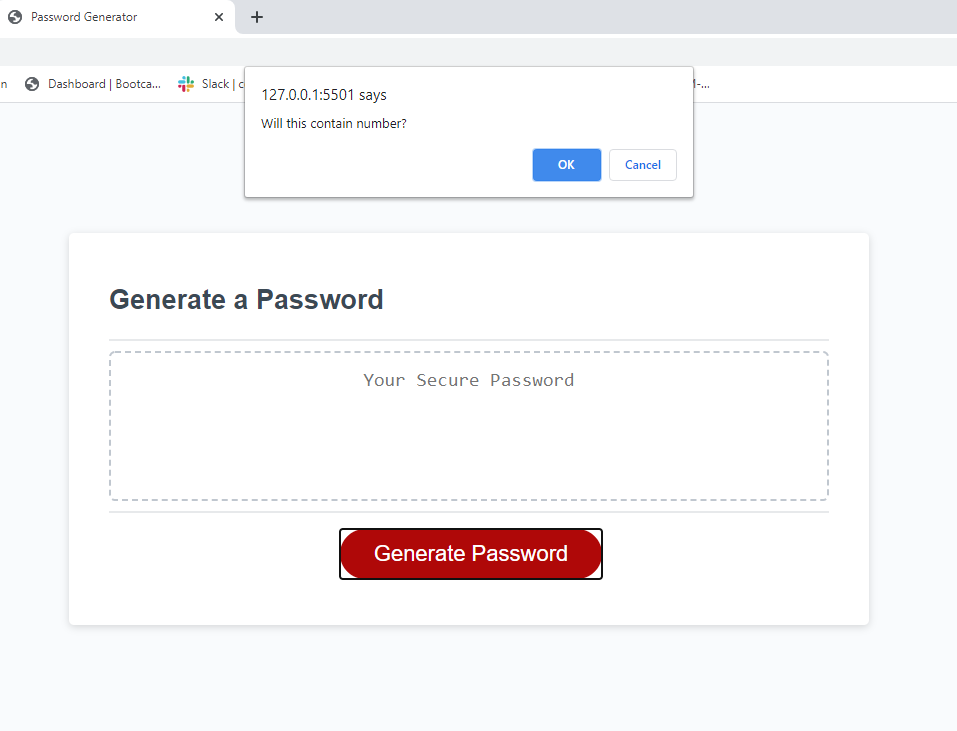 Password Generator
n Dashboard | Bootca... Slack | c
127.0.0.1:5501 says
Will this contain number?
OK Cancel
Generate a Password
Your Secure Password
Generate Password